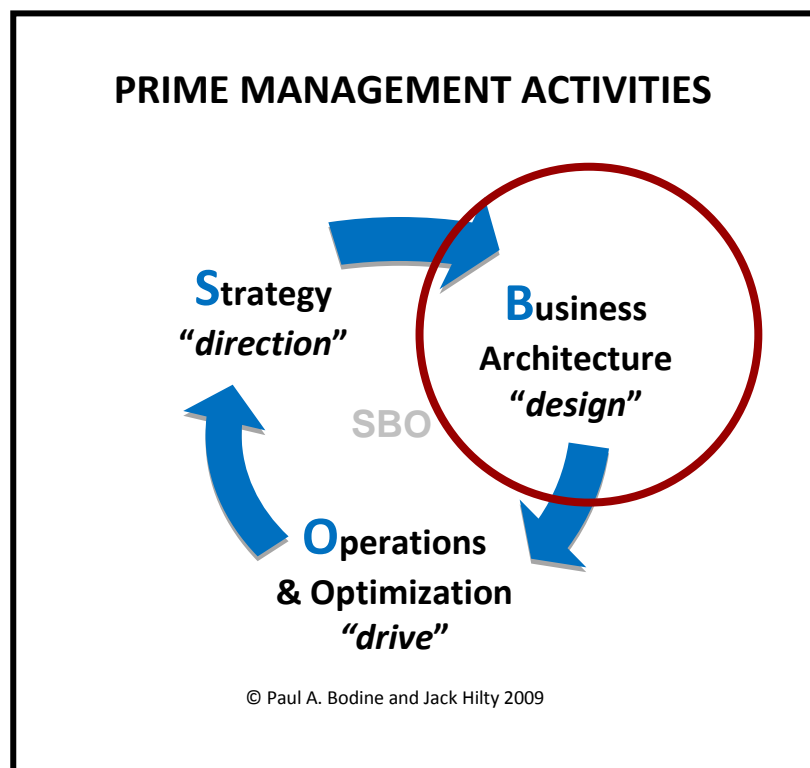 PRIME MANAGEMENT ACTIVITIES
Strategy
“direction”
Business
Architecture
“design”
SBO
Operations
& Optimization
“drive”
© Paul A. Bodine and Jack Hilty 2009